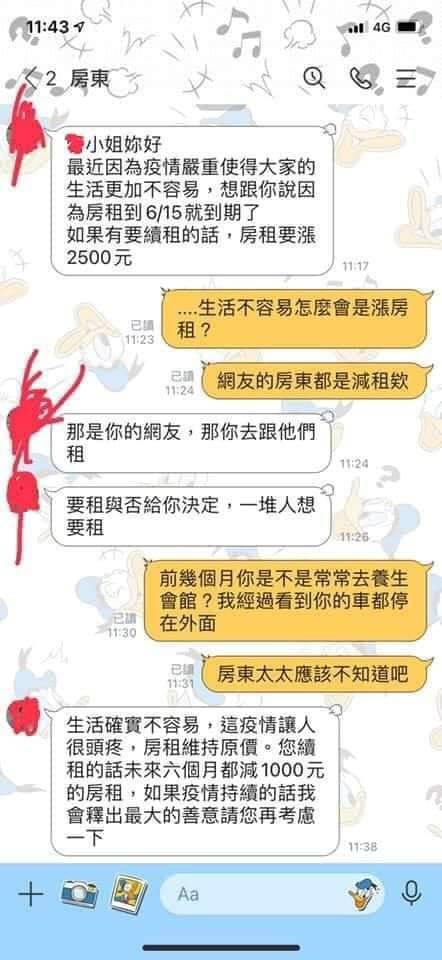 11:43
4G
2 房東
小姐妳好
最近因為疫情嚴重使得大家的
生活更加不容易，想跟你說因
為房租到6/15就到期了
如果有要續租的話，房租要漲
2500元
11:17
....生活不容易怎麼會是漲房
租？
已讀
11:23
網友的房東都是減租欸
已讀
11:24
那是你的網友，那你去跟他們
租
11:24
要租與否給你決定，一堆人想
要租
11:26
前幾個月你是不是常常去養生
會館？我經過看到你的車都停
在外面
已讀
11:30
房東太太應該不知道吧
已讀
11:31
生活確實不容易，這疫情讓人
很頭疼，房租維持原價。您續
租的話未來六個月都減1000元
的房租，如果疫情持續的話我
會釋出最大的善意請您再考慮
一下
11:38
Aa